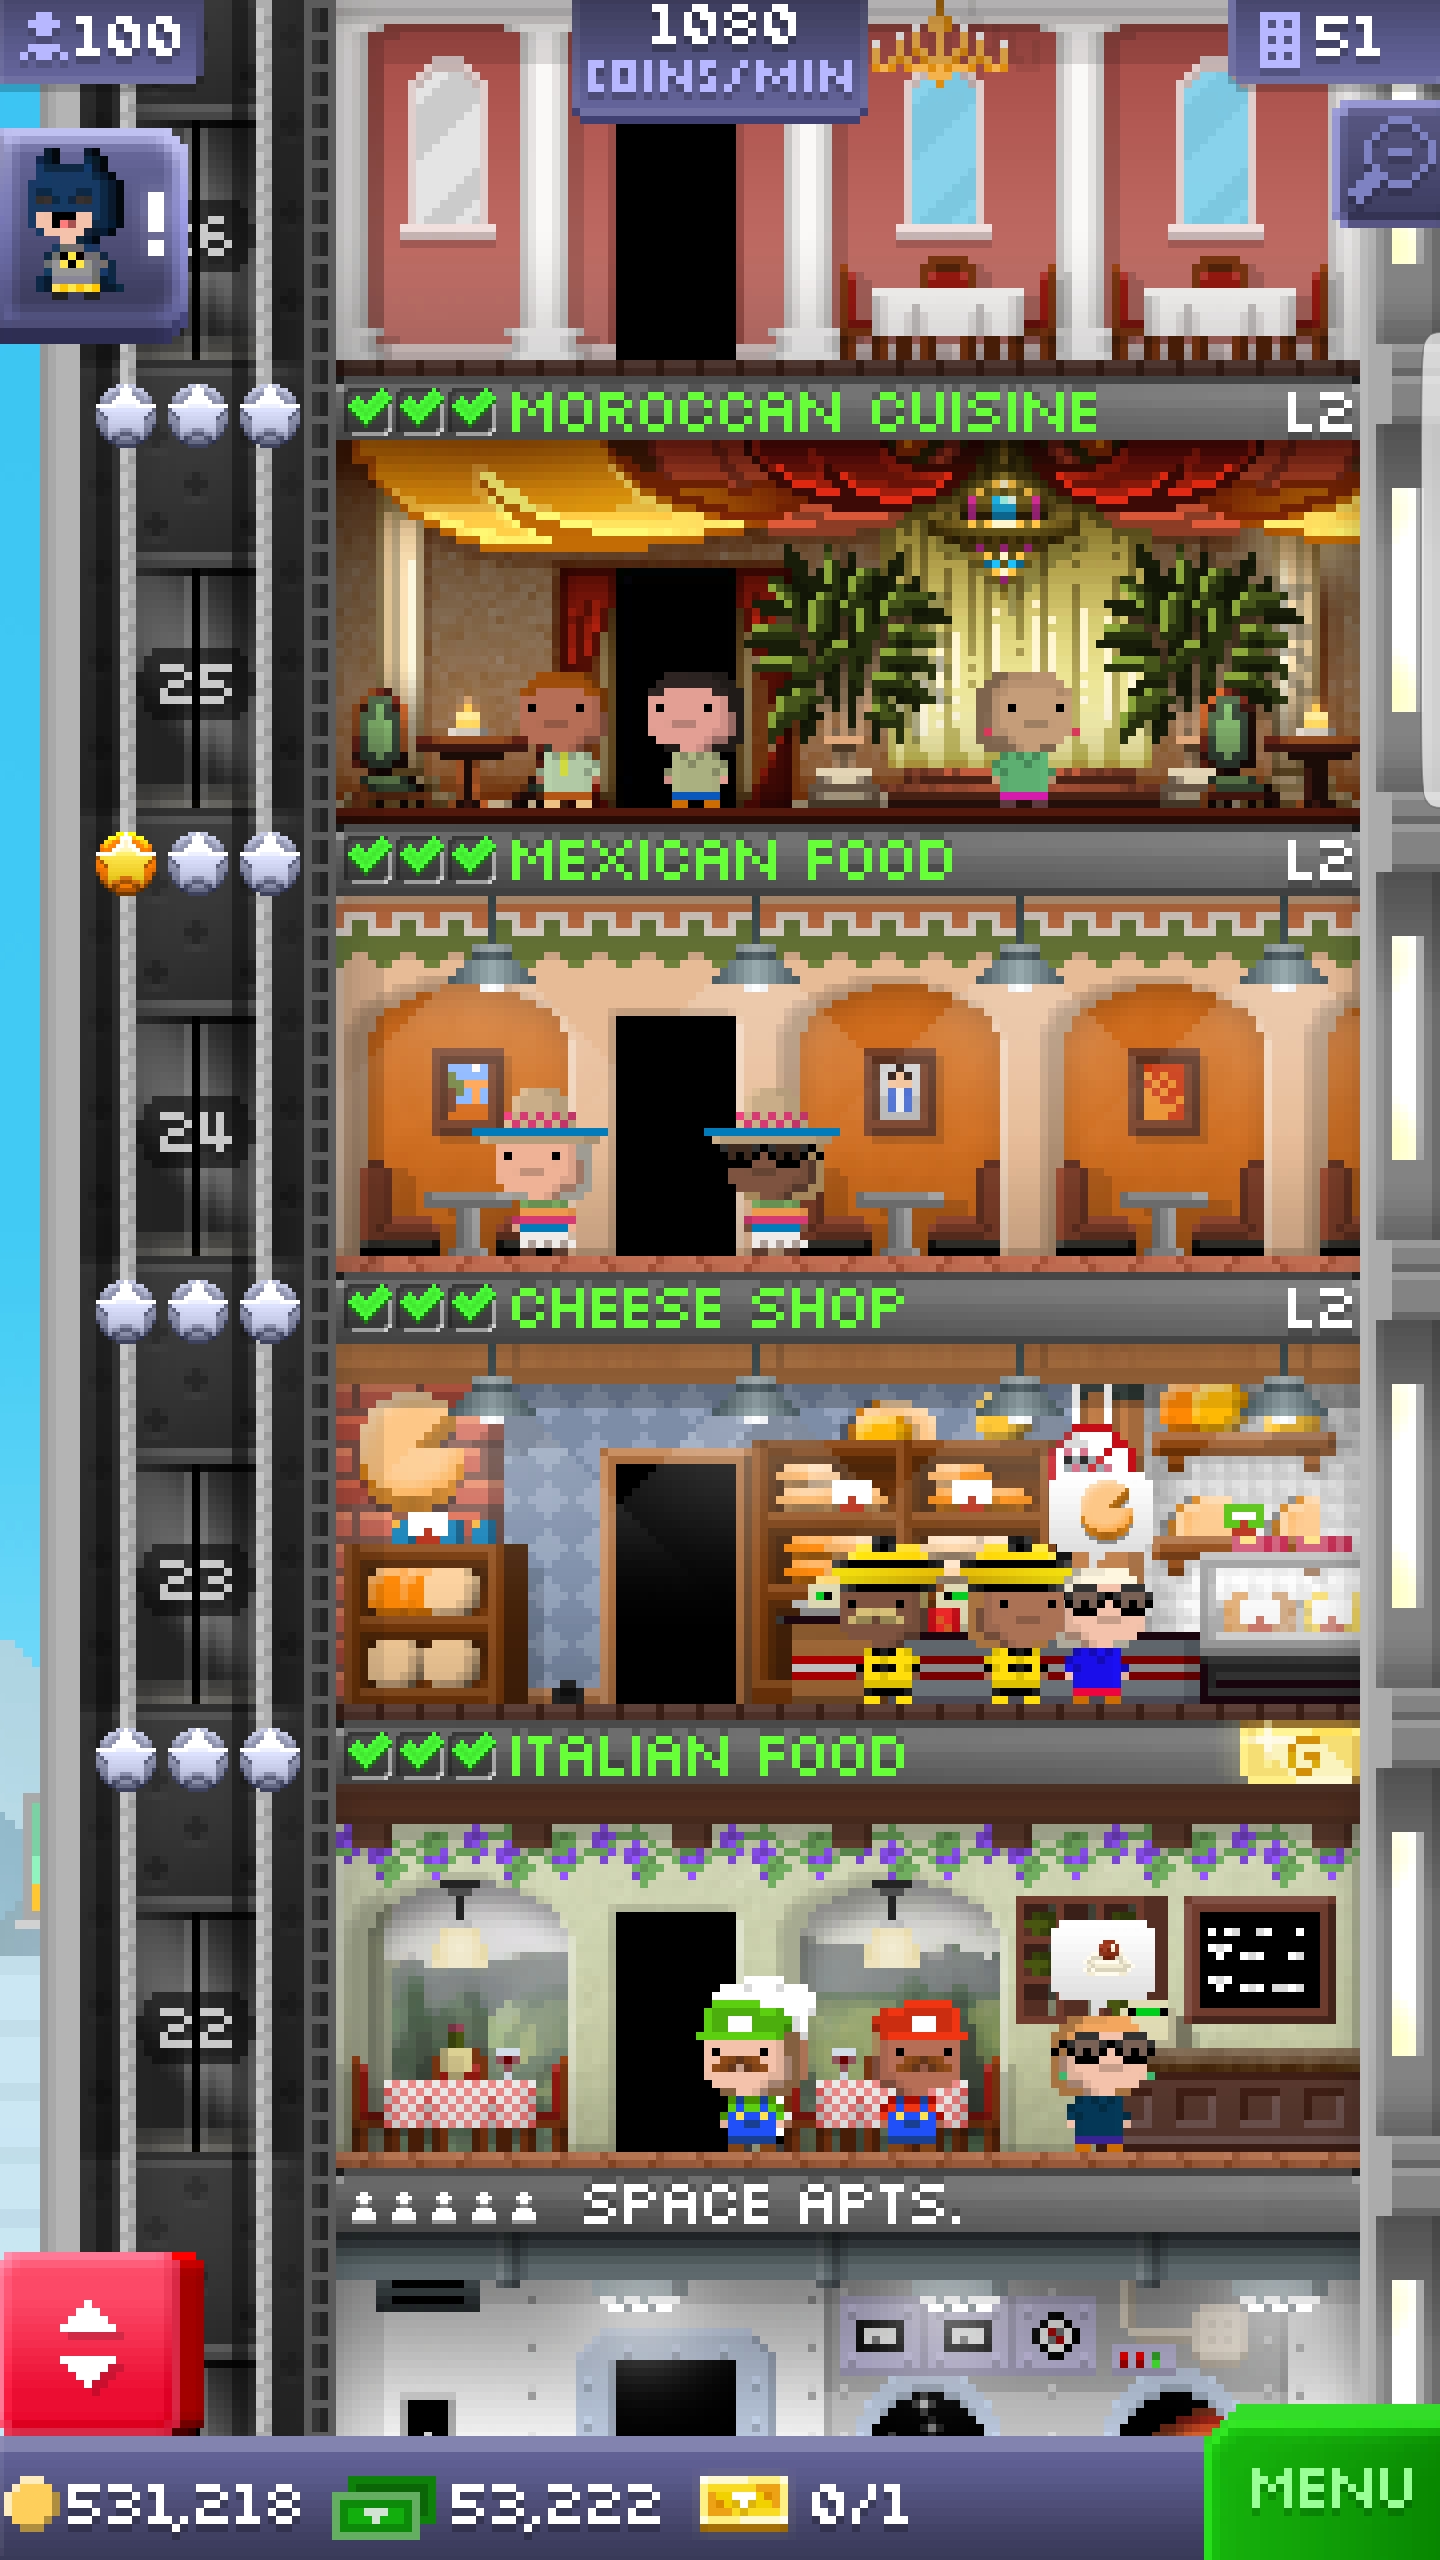 100
1080
COINS/MIN
51
!
6
MOROCCAN CUISINE L2
25
MEXICAN FOOD L2
24
CHEESE SHOP L2
23
ITALIAN FOOD G
22
SPACE APTS.
531,218 53,222 0/1
MENU